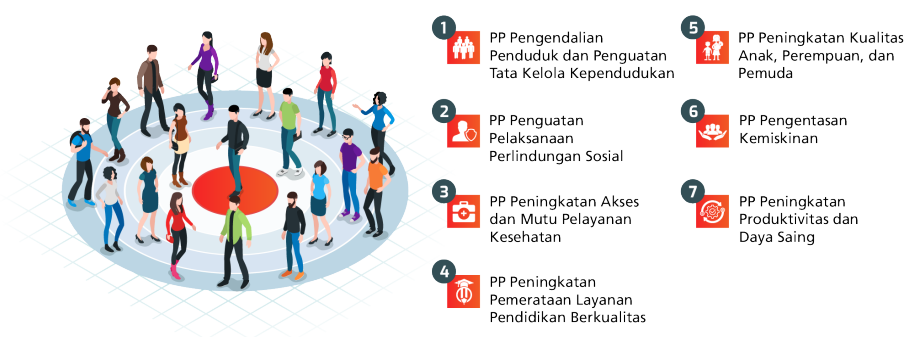 1
PP Pengendalian
Penduduk dan Penguatan
Tata Kelola Kependudukan
2
PP Penguatan
Pelaksanaan
Perlindungan Sosial
3
PP Peningkatan Akses
dan Mutu Pelayanan
Kesehatan
4
PP Peningkatan
Pemerataan Layanan
Pendidikan Berkualitas
5
PP Peningkatan Kualitas
Anak, Perempuan, dan
Pemuda
6
PP Pengentasan
Kemiskinan
7
PP Peningkatan
Produktivitas dan
Daya Saing